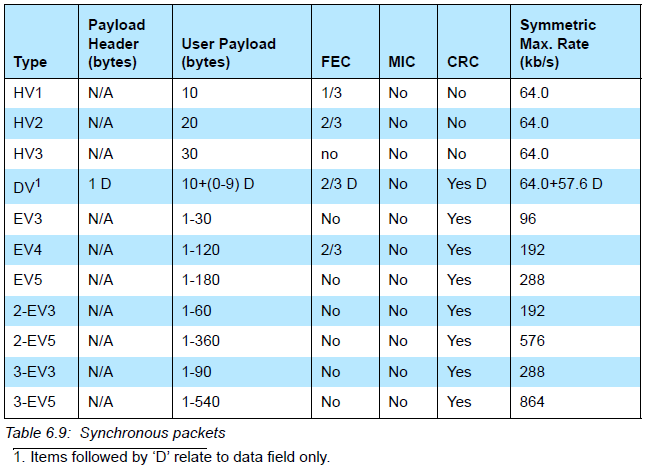 Type Payload Header (bytes) User Payload (bytes) FEC MIC CRC Symmetric Max. Rate (kb/s)
HV1 N/A 10 1/3 No No 64.0
HV2 N/A 20 2/3 No No 64.0
HV3 N/A 30 no No No 64.0
DV1 1 D 10+(0-9) D 2/3 D No Yes D 64.0+57.6 D
EV3 N/A 1-30 No No Yes 96
EV4 N/A 1-120 2/3 No Yes 192
EV5 N/A 1-180 No No Yes 288
2-EV3 N/A 1-60 No No Yes 192
2-EV5 N/A 1-360 No No Yes 576
3-EV3 N/A 1-90 No No Yes 288
3-EV5 N/A 1-540 No No Yes 864
Table 6.9: Synchronous packets
1. Items followed by ‘D’ relate to data field only.